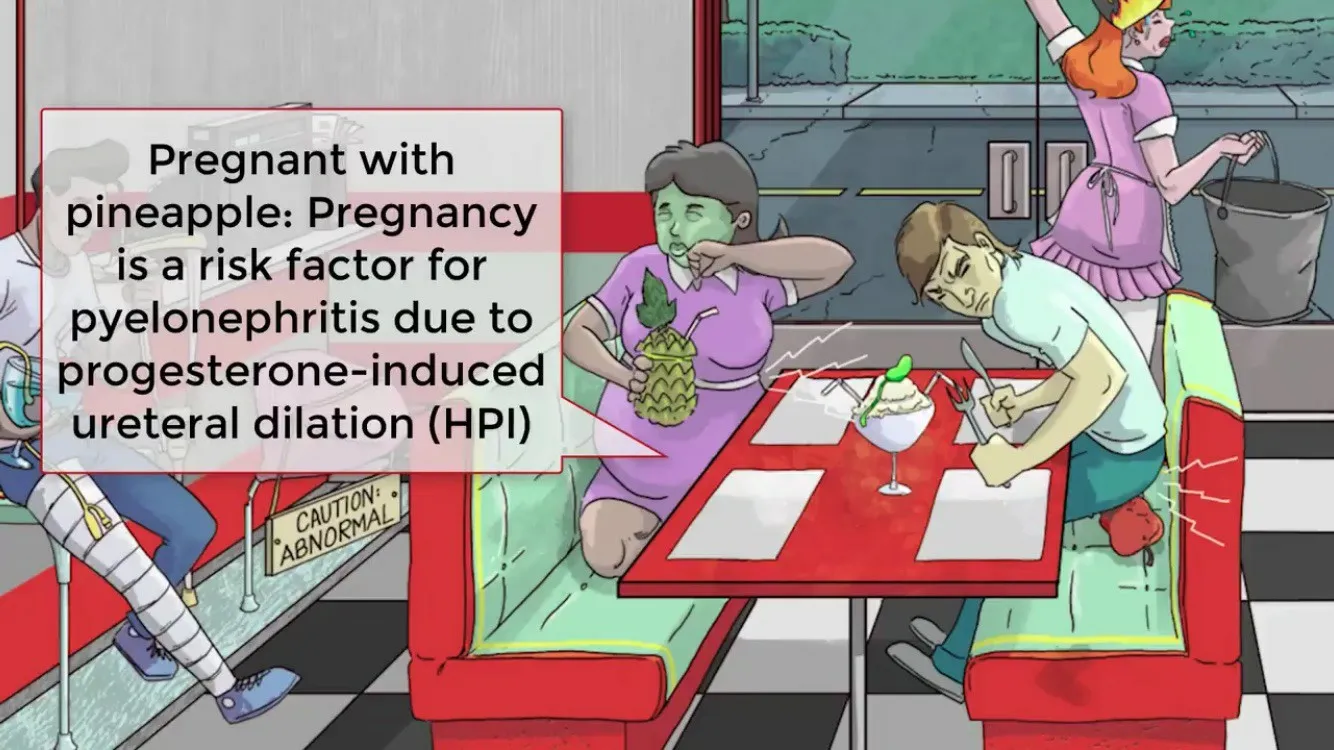 Pregnant with
pineapple: Pregnancy
is a risk factor for
pyelonephritis due to
progesterone-induced
ureteral dilation (HPI)
CAUTION:
ABNORMAL